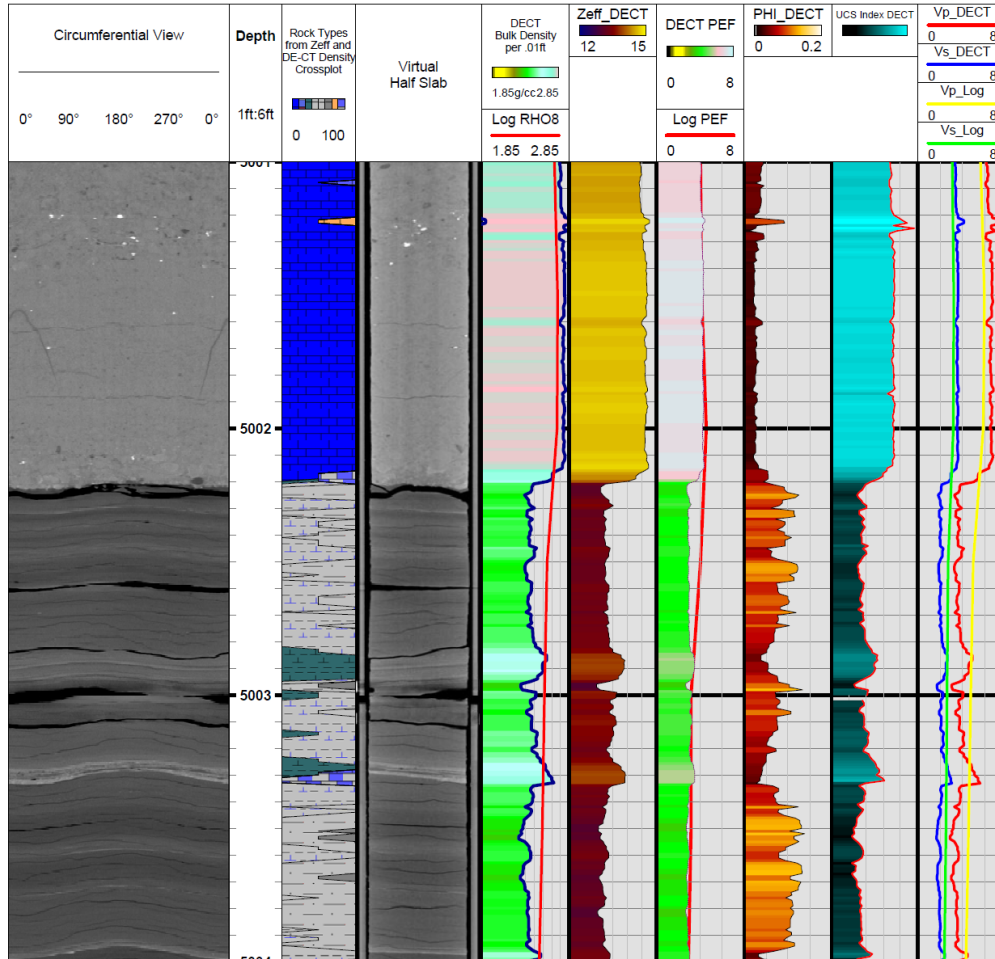 Circumferential View
0° 90° 180° 270° 0°
Depth
1ft:6ft
Rock Types
from Zeff and
DE-CT Density
Crossplot
0 100
Virtual
Half Slab
DECT
Bulk Density
per .01ft
1.85g/cc2.85
Log RHO8
1.85 2.85
Zeff_DECT
12 15
DECT PEF
0 8
Log PEF
0 8
PHI_DECT
0 0.2
UCS Index DECT
Vp_DECT
0 8
Vs_DECT
0 8
Vp_Log
0 8
Vs_Log
0 8
5001
5002
5003
5004